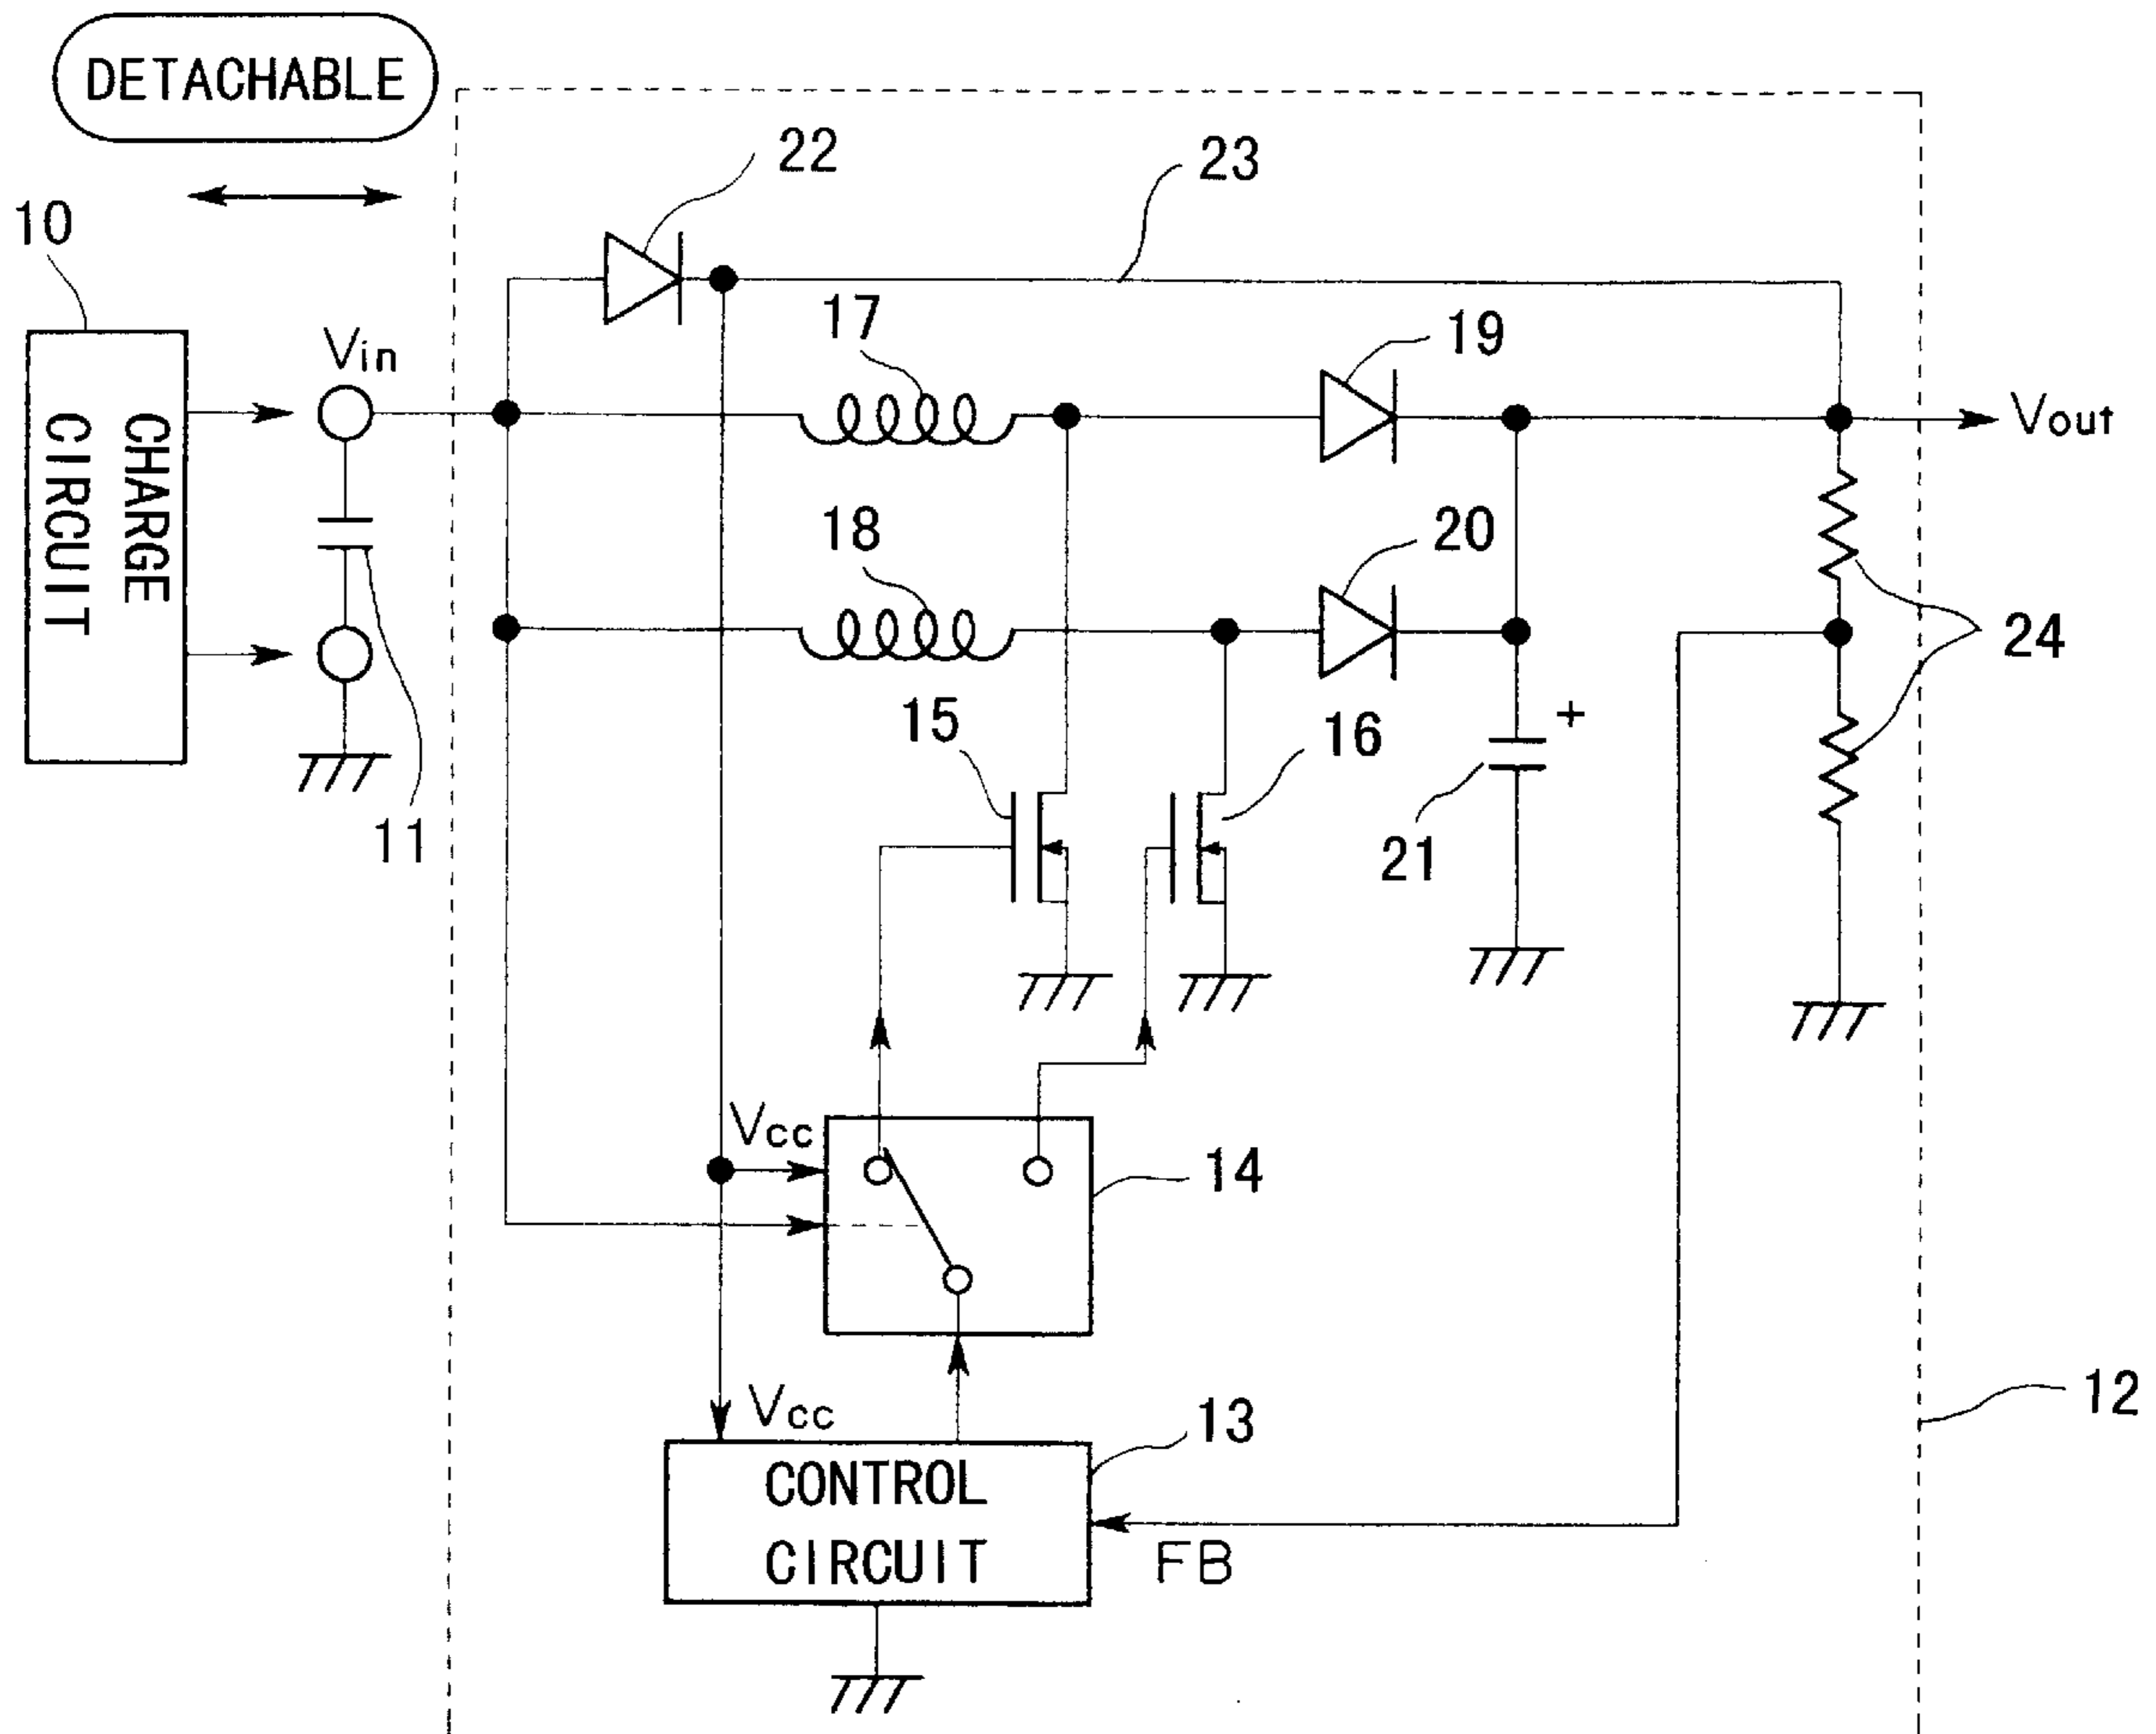 DETACHABLE
22
23
10
17
19
Vin
CHARGE
CIRCUIT
Vout
18
20
24
15
16
11
21
Vcc
14
12
Vcc
13
CONTROL
CIRCUIT
FB
+